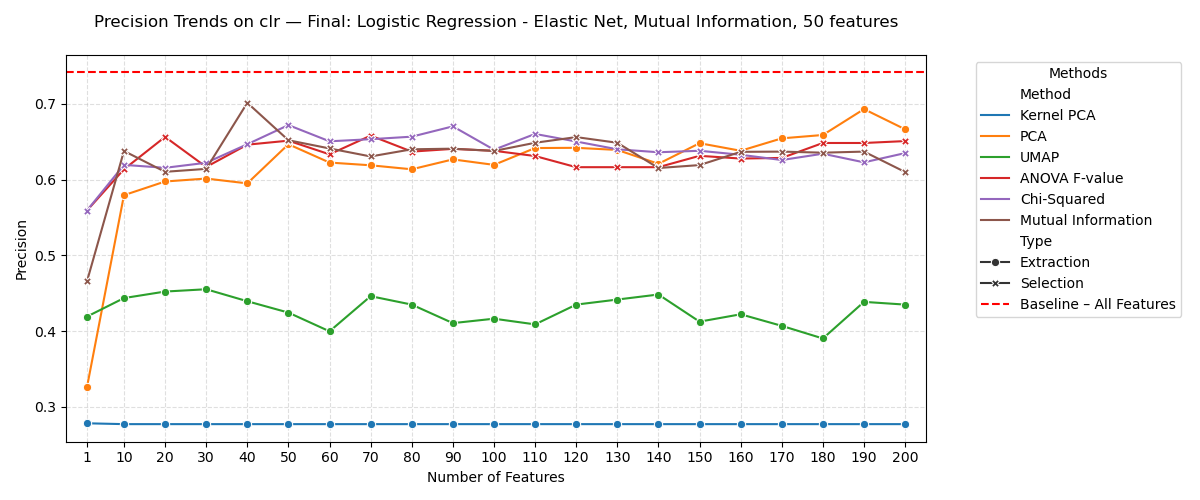 Precision Trends on clr — Final: Logistic Regression - Elastic Net, Mutual Information, 50 features
Precision
0.7
0.6
0.5
0.4
0.3
1 10 20 30 40 50 60 70 80 90 100 110 120 130 140 150 160 170 180 190 200
Number of Features
Methods
Method
Kernel PCA
PCA
UMAP
ANOVA F-value
Chi-Squared
Mutual Information
Type
Extraction
Selection
Baseline – All Features